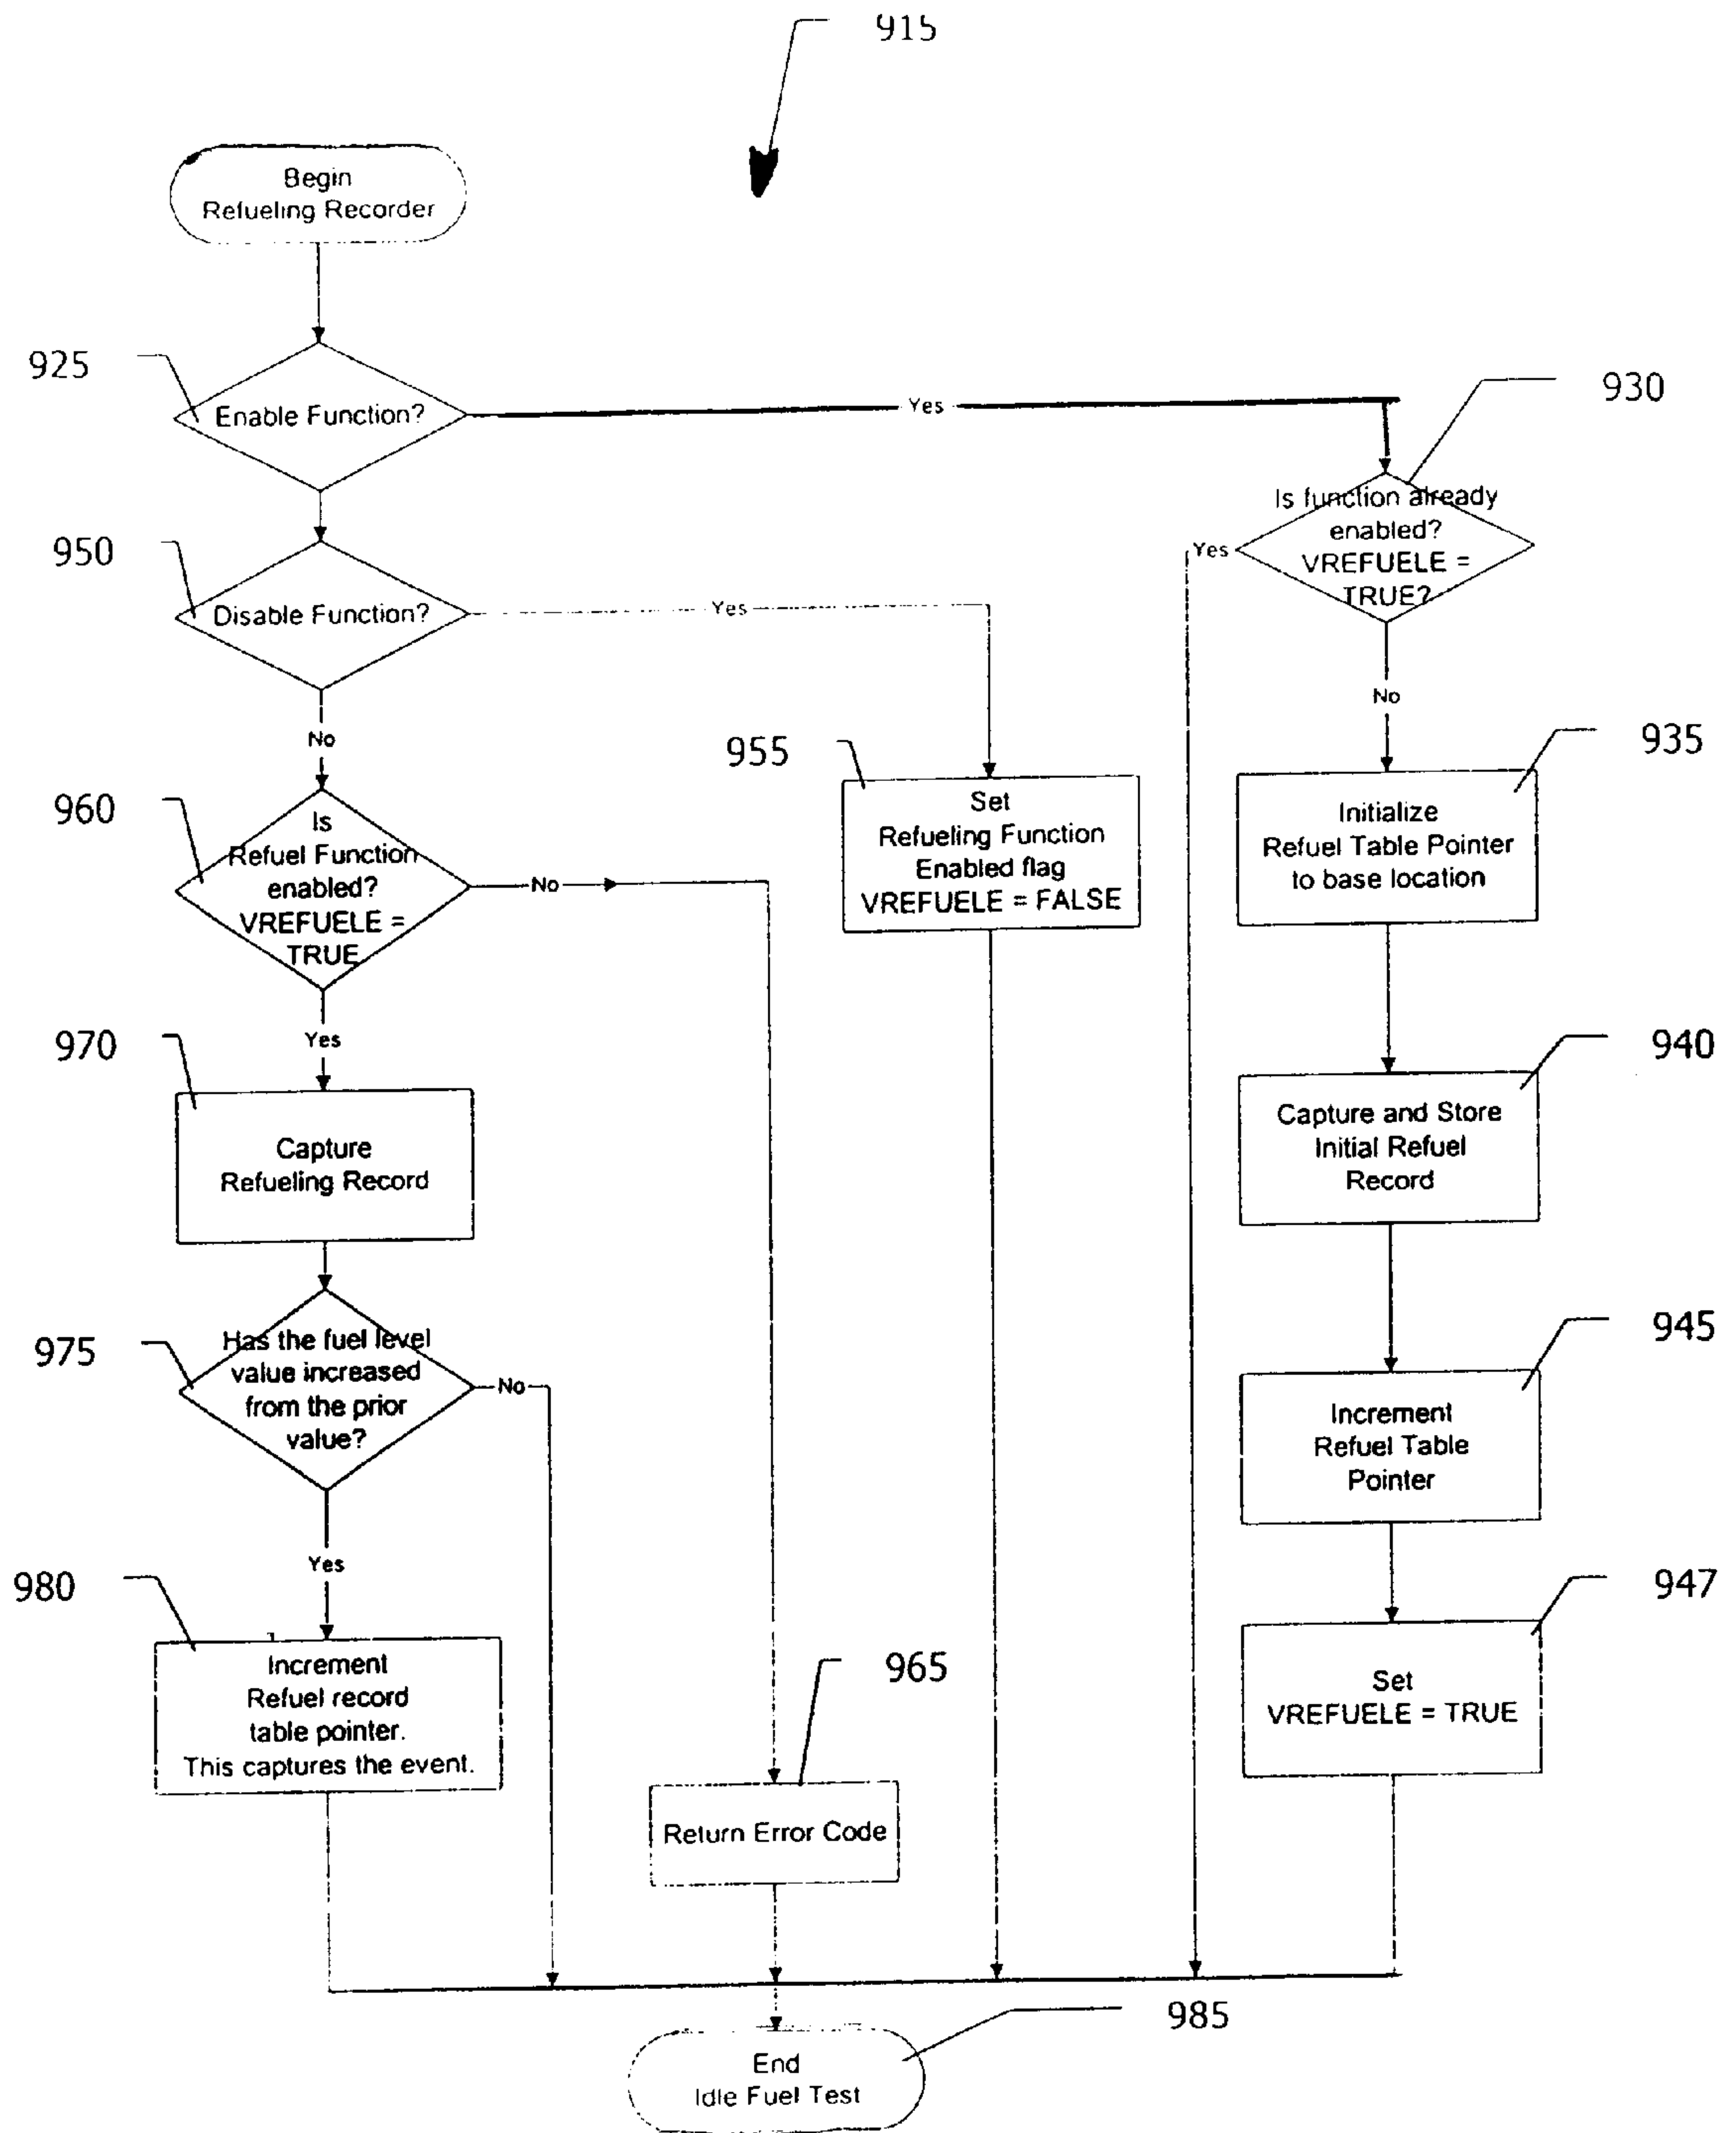 915
Begin
Refueling Recorder
925
Enable Function?
Yes
930
Is function already
enabled?
VREFUELE =
TRUE?
Yes
No
950
Disable Function?
Yes
No
955
Set
Refueling Function
Enabled flag
VREFUELE = FALSE
935
Initialize
Refuel Table Pointer
to base location
960
Is
Refuel Function
enabled?
VREFUELE =
TRUE
No
Yes
970
Capture
Refueling Record
940
Capture and Store
Initial Refuel
Record
975
Has the fuel level
value increased
from the prior
value?
No
Yes
945
Increment
Refuel Table
Pointer
980
Increment
Refuel record
table pointer.
This captures the event.
947
Set
VREFUELE = TRUE
965
Return Error Code
985
End
Idle Fuel Test